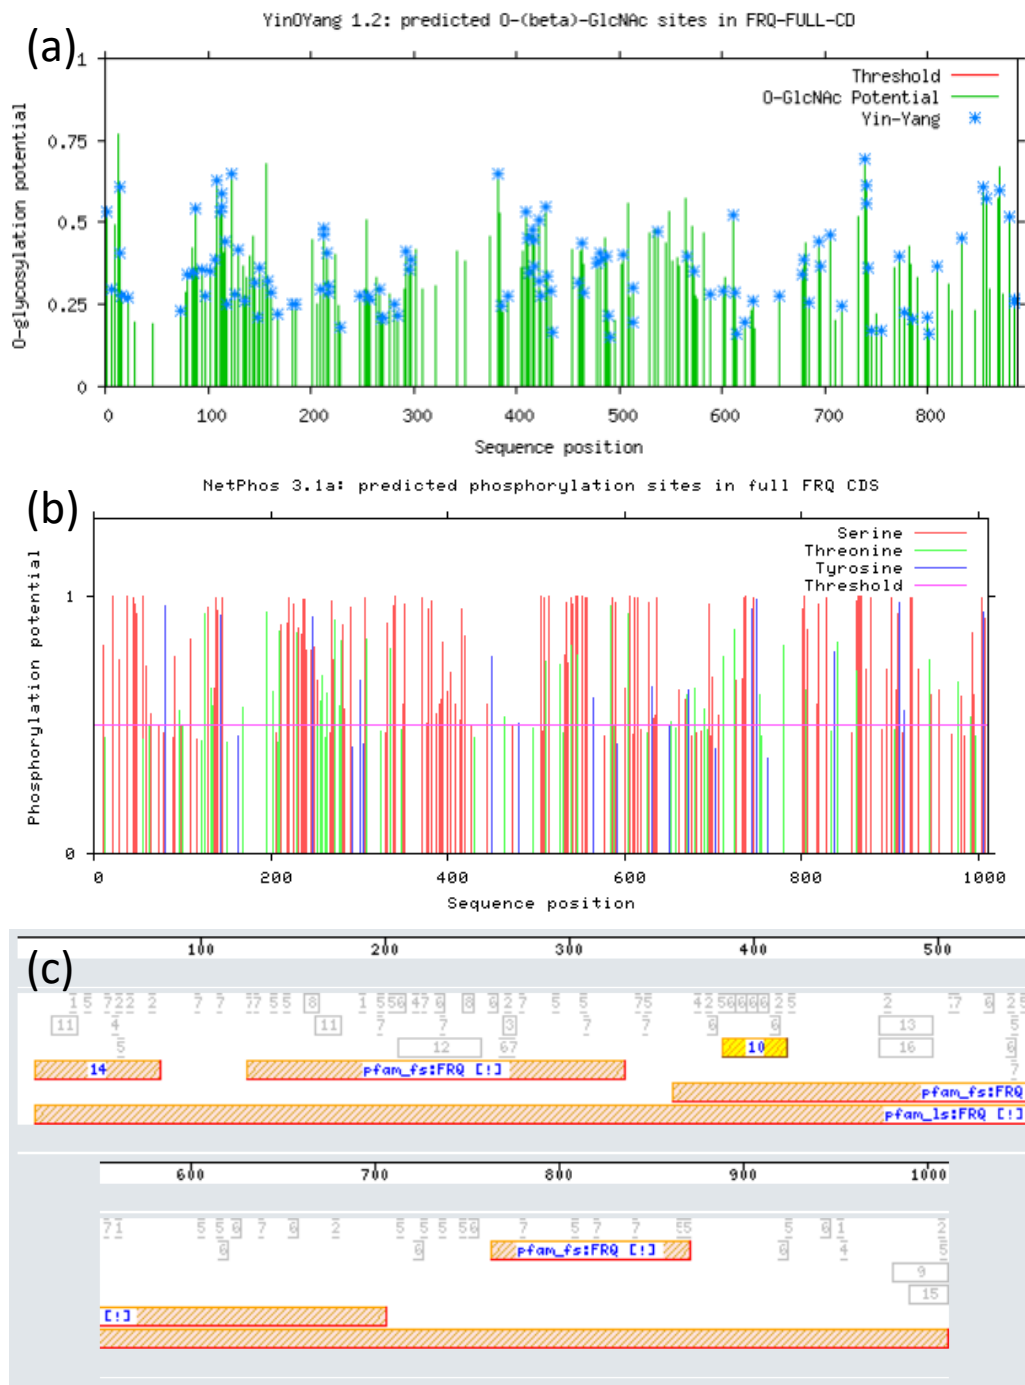 YinOYang 1.2: predicted O-(beta)-GlcNAc sites in FRQ-FULL-CD
(a)
1
Threshold
O-GlcNAc Potential
Yin-Yang
0.75
0.5
0.25
0
O-glycosylation potential
0 100 200 300 400 500 600 700 800
Sequence position
NetPhos 3.1a: predicted phosphorylation sites in full FRQ CDS
(b)
Serine
Threonine
Tyrosine
Threshold
1
0
Phosphorylation potential
0 200 400 600 800 1000
Sequence position
(c)
100 200 300 400 500
11 11 3 13
12 16
14 pfam_fs:FRQ [!] 10
pfam_fs:FRQ
pfam_ls:FRQ [!]
600 700 800 900 1000
pfam_fs:FRQ [!]
9
15
[!]